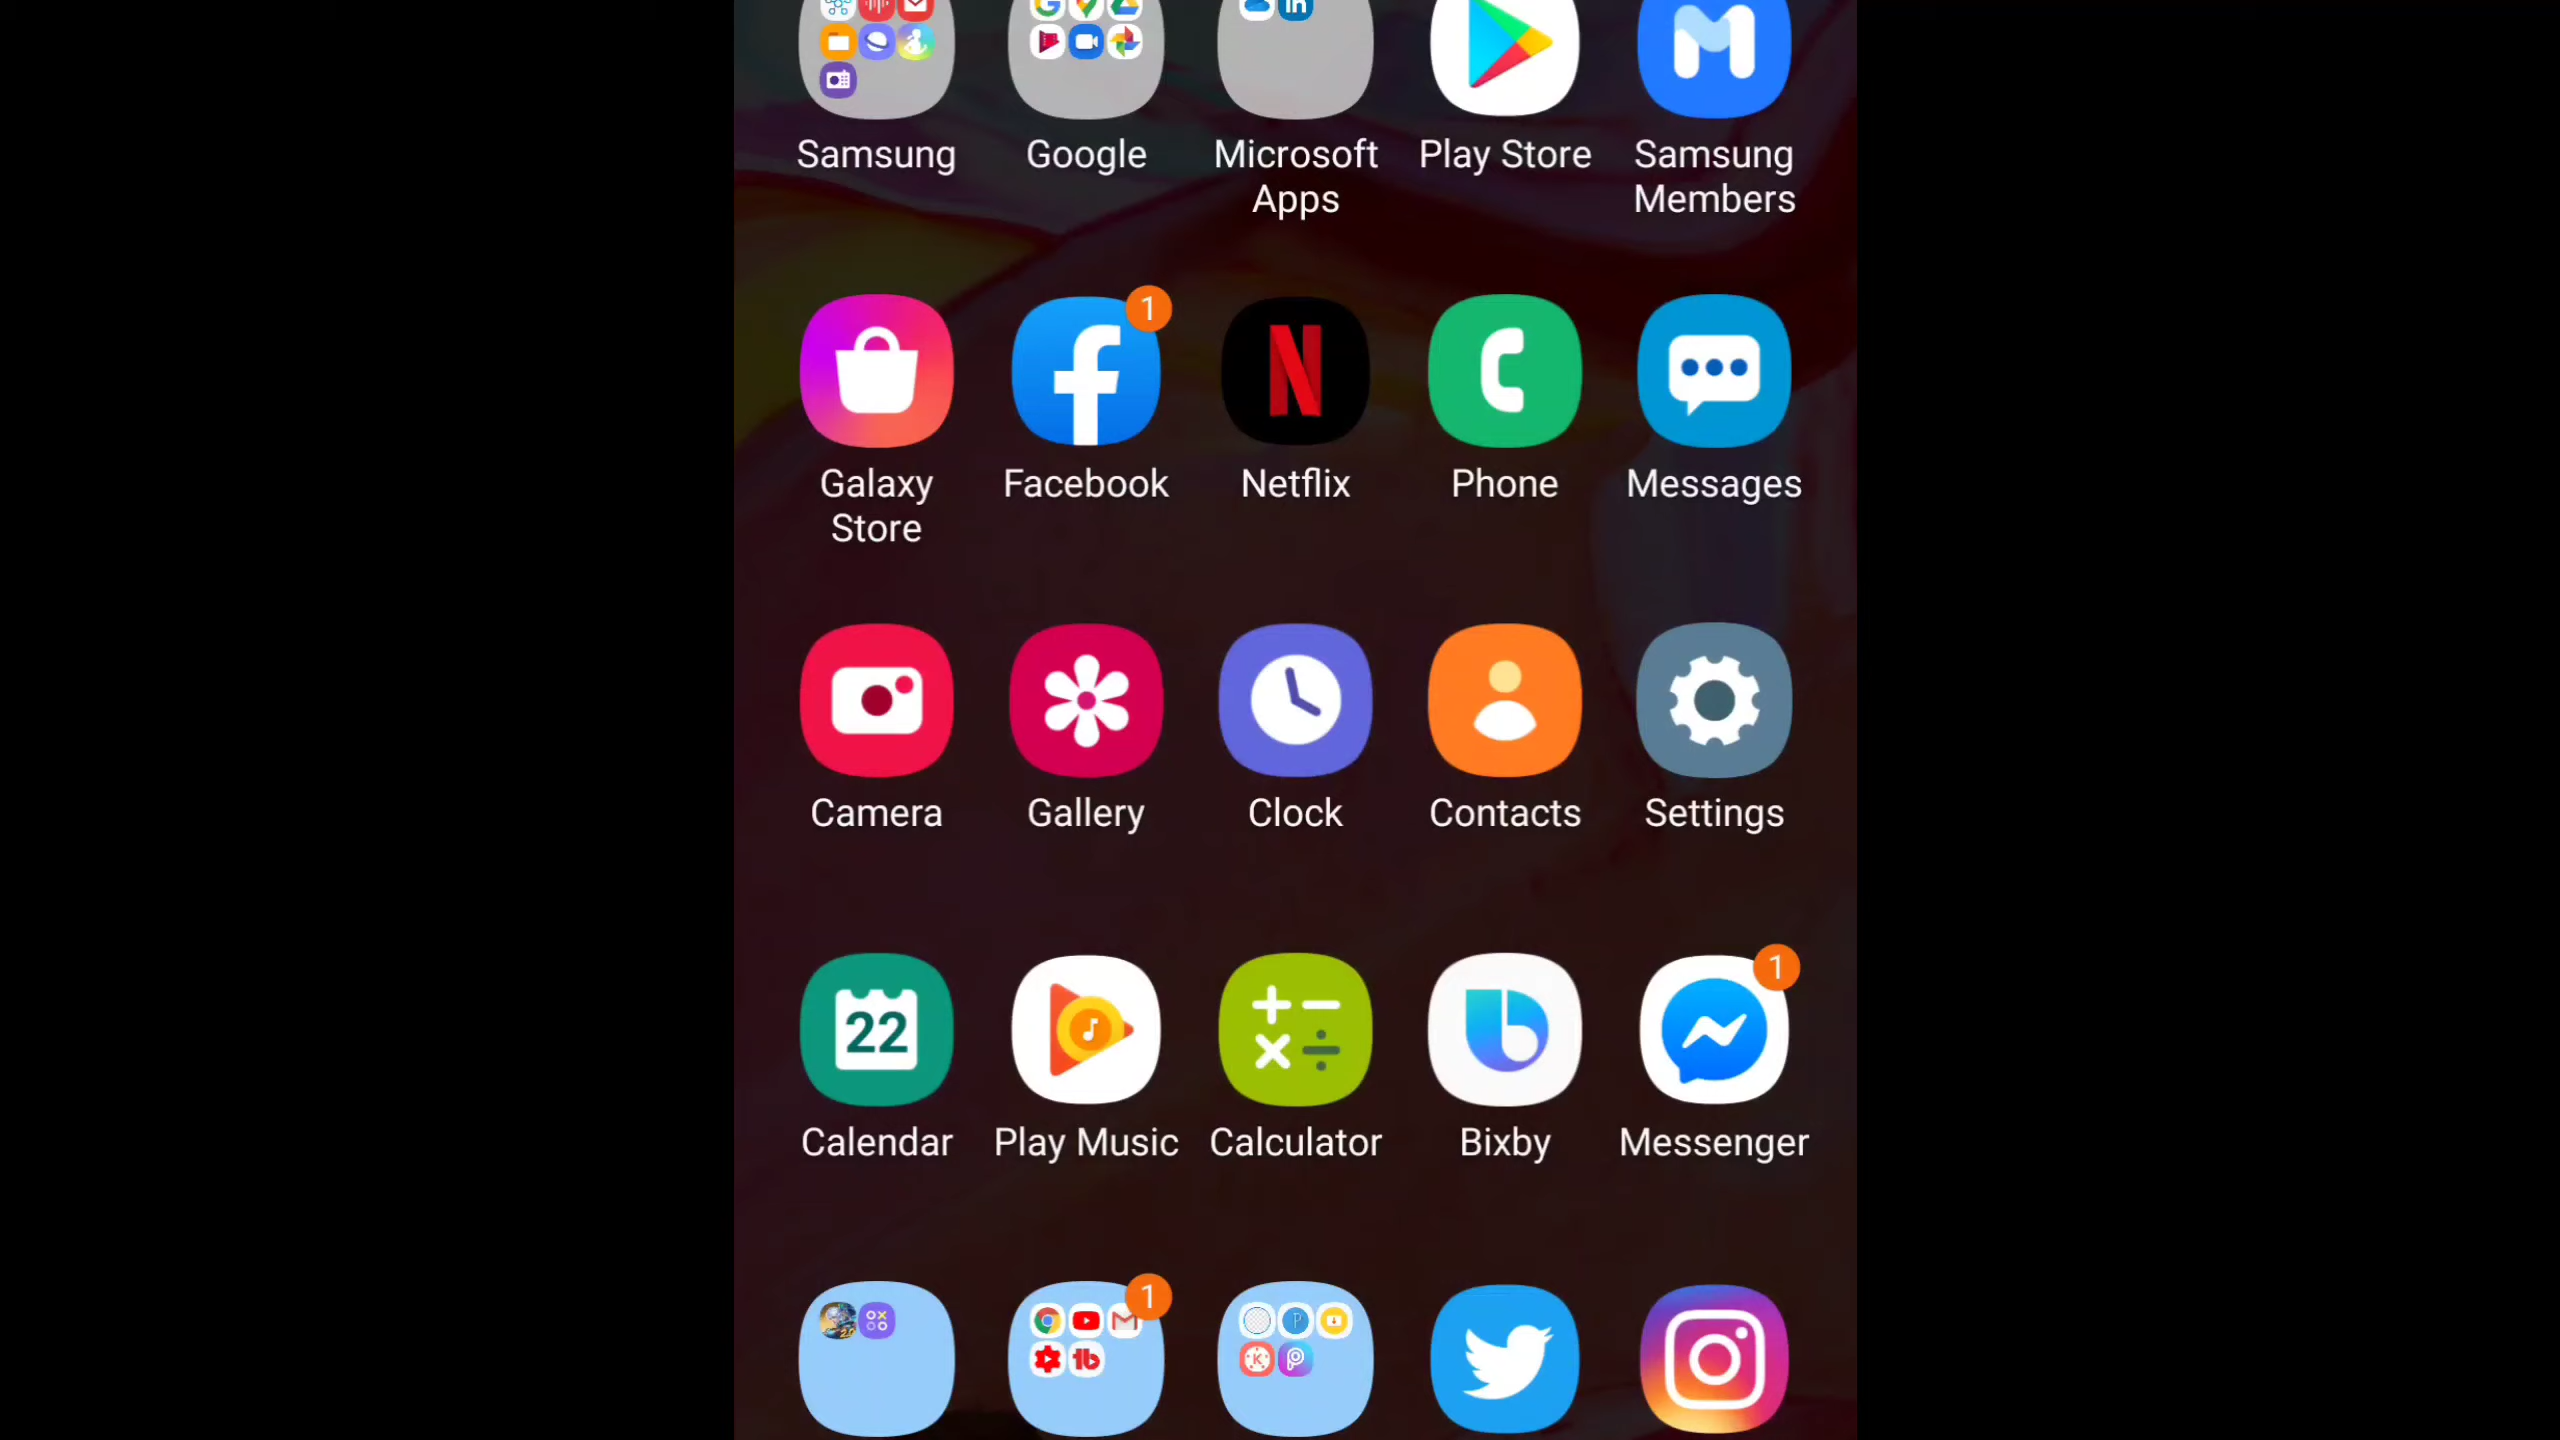 Samsung Google Microsoft Apps Play Store Samsung Members
1
Galaxy Store Facebook Netflix Phone Messages
Camera Gallery Clock Contacts Settings
1
22
Calendar Play Music Calculator Bixby Messenger
1